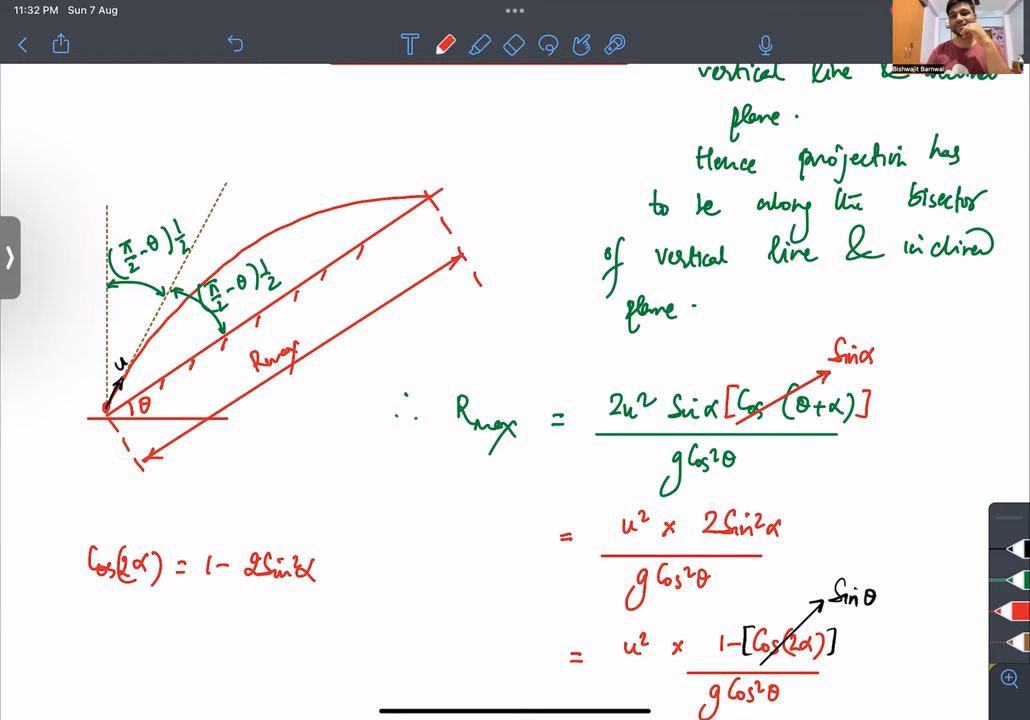 11:32 PM Sun 7 Aug
Bishwajit Barnwal
vertical line &
plane.
Hence projection has
to be along the bisector
of vertical line & inclined
plane.
(π/2 - θ) 1/2
(π/2 - θ) 1/2
u
θ
Rmax
Sinα
∴ Rmax = 2u² Sinα [Cos (θ+α)] / g Cos²θ
= u² × 2Sin²α / g Cos²θ
Cos(2α) = 1 - 2Sin²α
Sinθ
= u² × 1-[Cos(2α)] / g Cos²θ